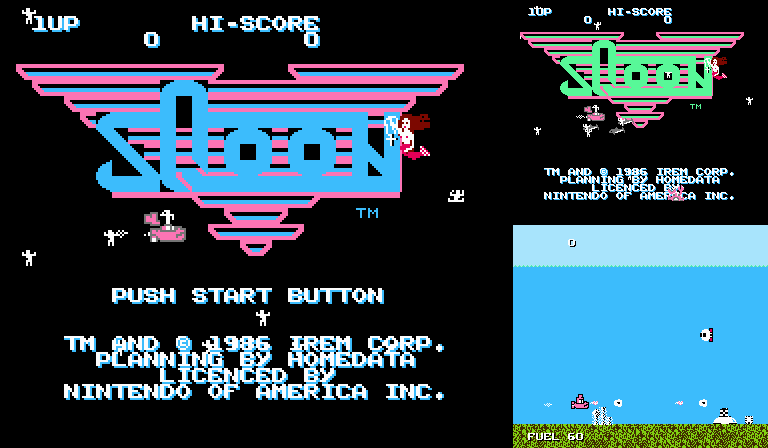 1UP HI-SCORE
0 0
Sqoon
TM
PUSH START BUTTON
TM AND © 1986 IREM CORP.
PLANNING BY HOMEDATA
LICENCED BY
NINTENDO OF AMERICA INC.
1UP HI-SCORE
0 0
Sqoon
TM
TM AND © 1986 IREM CORP.
PLANNING BY HOMEDATA
LICENCED BY
NINTENDO OF AMERICA INC.
0
FUEL 60